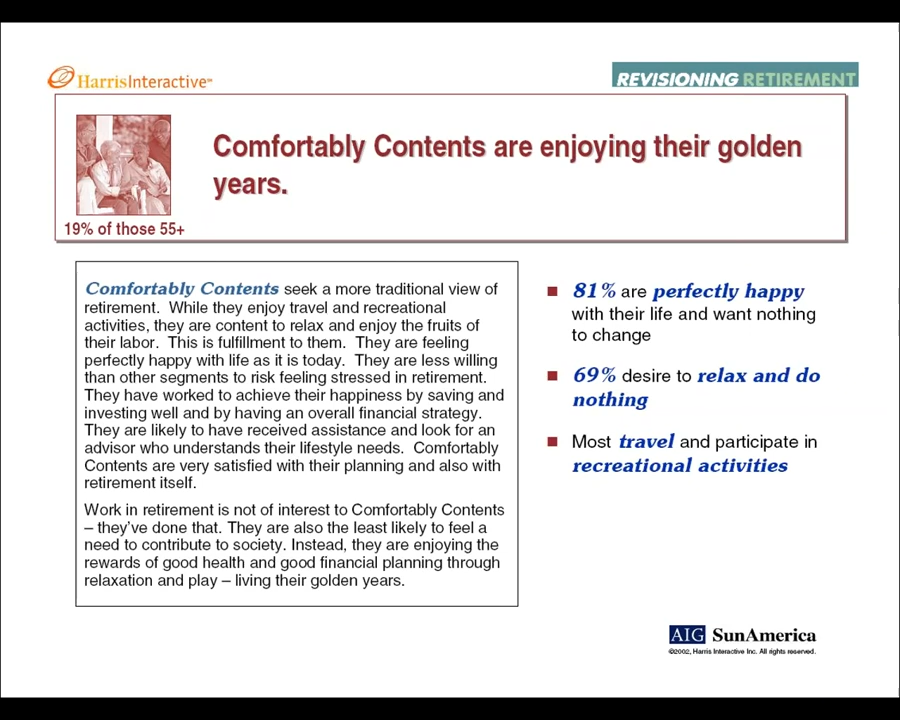 HarrisInteractive℠
REVISIONING RETIREMENT
Comfortably Contents are enjoying their golden
years.
19% of those 55+
Comfortably Contents seek a more traditional view of
retirement. While they enjoy travel and recreational
activities, they are content to relax and enjoy the fruits of
their labor. This is fulfillment to them. They are feeling
perfectly happy with life as it is today. They are less willing
than other segments to risk feeling stressed in retirement.
They have worked to achieve their happiness by saving and
investing well and by having an overall financial strategy.
They are likely to have received assistance and look for an
advisor who understands their lifestyle needs. Comfortably
Contents are very satisfied with their planning and also with
retirement itself.
Work in retirement is not of interest to Comfortably Contents
– they've done that. They are also the least likely to feel a
need to contribute to society. Instead, they are enjoying the
rewards of good health and good financial planning through
relaxation and play – living their golden years.
81% are perfectly happy
with their life and want nothing
to change
69% desire to relax and do
nothing
Most travel and participate in
recreational activities
AIG SunAmerica
©2002, Harris Interactive Inc. All rights reserved.